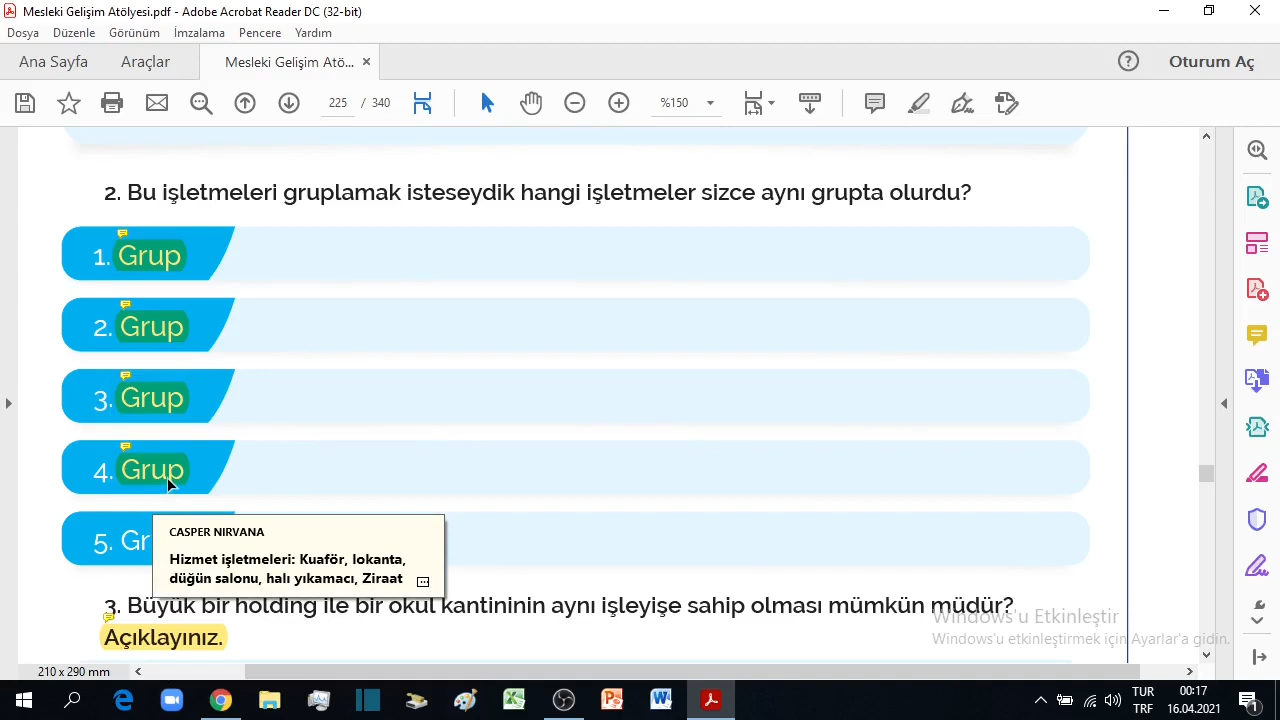 Mesleki Gelişim Atölyesi.pdf - Adobe Acrobat Reader DC (32-bit)
Dosya Düzenle Görünüm İmzalama Pencere Yardım
Ana Sayfa Araçlar Mesleki Gelişim Atö... × Oturum Aç
225 / 340 %150
2. Bu işletmeleri gruplamak isteseydik hangi işletmeler sizce aynı grupta olurdu?
1. Grup
2. Grup
3. Grup
4. Grup
5. Gr
CASPER NIRVANA
Hizmet işletmeleri: Kuaför, lokanta,
düğün salonu, halı yıkamacı, Ziraat
3. Büyük bir holding ile bir okul kantininin aynı işleyişe sahip olması mümkün müdür?
Açıklayınız.
Windows'u Etkinleştir
Windows'u etkinleştirmek için Ayarlar'a gidin.
210 x 290 mm
TUR 00:17
TRF 16.04.2021 1